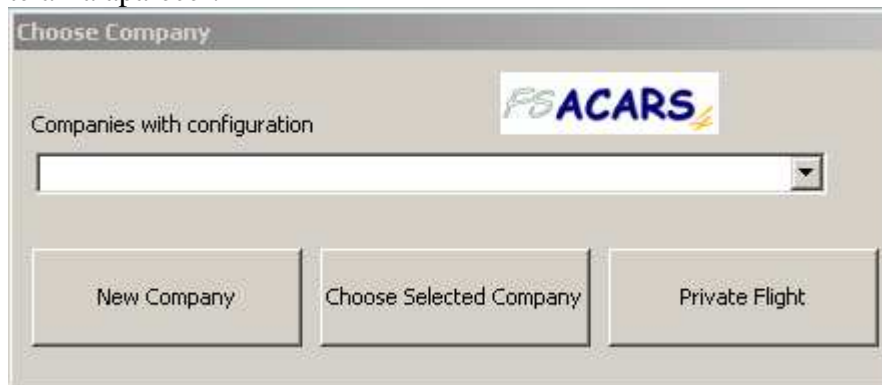 Choose Company
FSACARS
Companies with configuration
New Company
Choose Selected Company
Private Flight